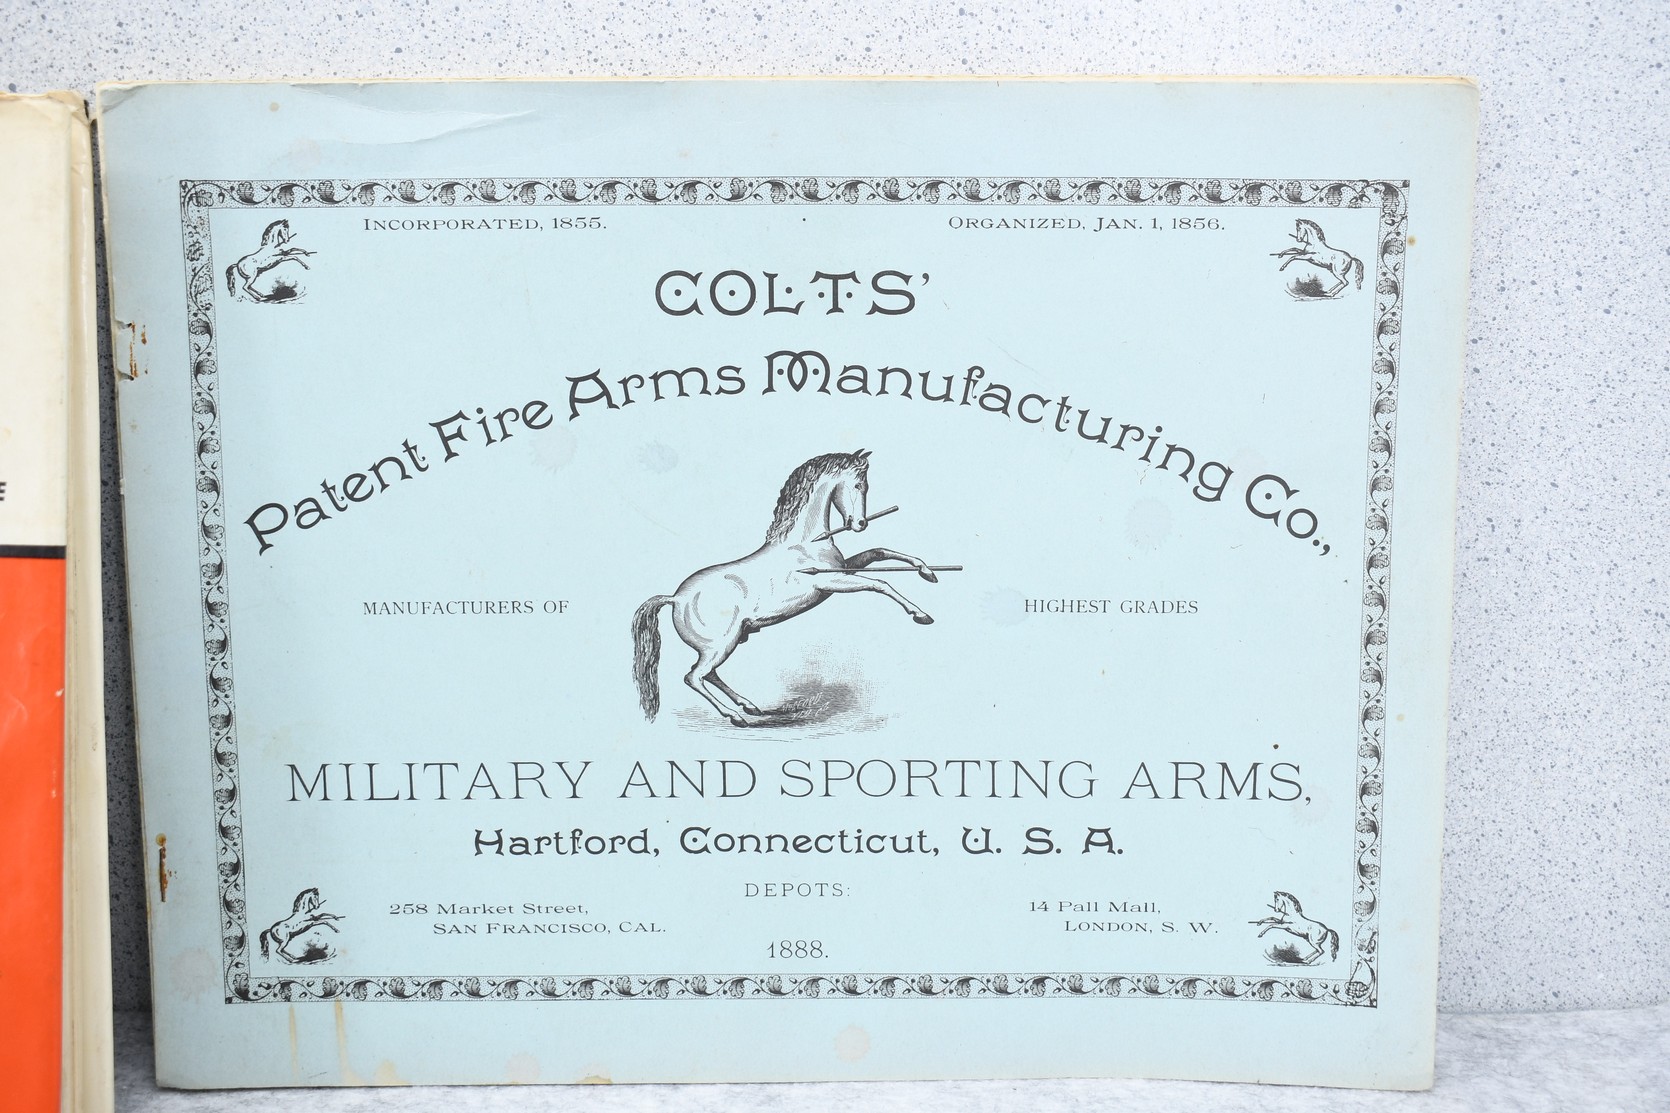 INCORPORATED, 1855.
ORGANIZED, JAN. 1, 1856.
COLTS'
Patent Fire Arms Manufacturing Co.,
MANUFACTURERS OF
HIGHEST GRADES
MILITARY AND SPORTING ARMS,
Hartford, Connecticut, U. S. A.
DEPOTS:
258 Market Street,
SAN FRANCISCO, CAL.
14 Pall Mall,
LONDON, S. W.
1888.